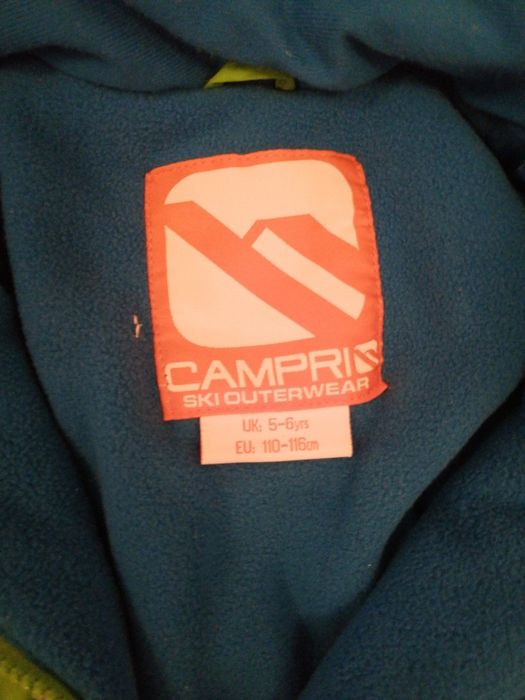 CAMPRI
SKI OUTERWEAR
UK: 5-6yrs
EU: 110-116cm